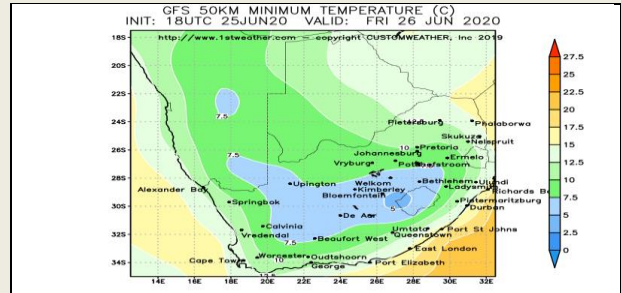 GFS 50KM MINIMUM TEMPERATURE (C)
INIT: 18UTC 25JUN20 VALID: FRI 26 JUN 2020
http://www.1stweather.com — copyright CUSTOMWEATHER, Inc 2019
18S
20S
22S
24S
26S
28S
30S
32S
34S
7.5
Pietersburg
Phalaborwa
Skukuza
Nelspruit
10
Pretoria
Johannesburg
Ermelo
7.5
Vryburg
Potchefstroom
Bethlehem
Ulundi
Upington
Welkom
Ladysmith
Alexander Bay
Kimberley
Richards B
Bloemfontein
Springbok
5
Pietermaritzburg
Durban
De Aar
Calvinia
Umtata
Port St Johns
Vredendal
7.5
Beaufort West
Queenstown
East London
Cape Town
Worcester
10
Oudtshoorn
George
Port Elizabeth
14E 16E 18E 20E 22E 24E 26E 28E 30E 32E
27.5
25
22.5
20
17.5
15
12.5
10
7.5
5
2.5
0